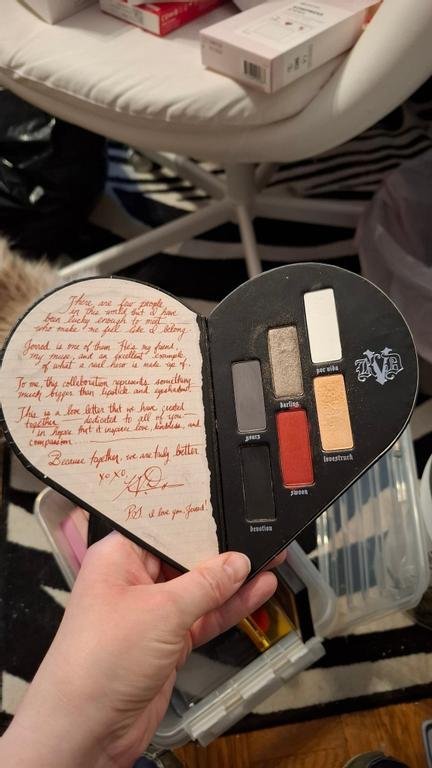 There are few people
in this world that I have
been lucky enough to meet
who make me feel like I belong.
Jerrod is one of them. He's my friend,
my muse, and an excellent example
of what a real hero is made of.
To me, this collaboration represents something
much bigger than lipstick and eyeshadow.
This is a love letter that we have created
together dedicated to all of you—
in hopes that it inspires love, kindness, and
compassion.
Because together, we are truly better.
xoxo,
P.S. I love you, Jerrod!
por vida
darling
yours
lovestruck
swoon
devotion
KVD